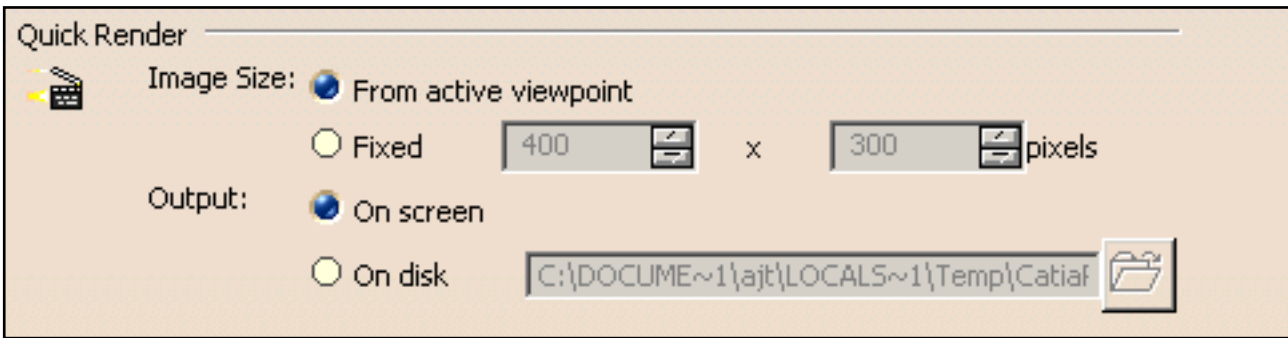 Quick Render
Image Size: From active viewpoint
Fixed 400 x 300 pixels
Output: On screen
On disk C:\DOCUME~1\ajt\LOCALS~1\Temp\Catia